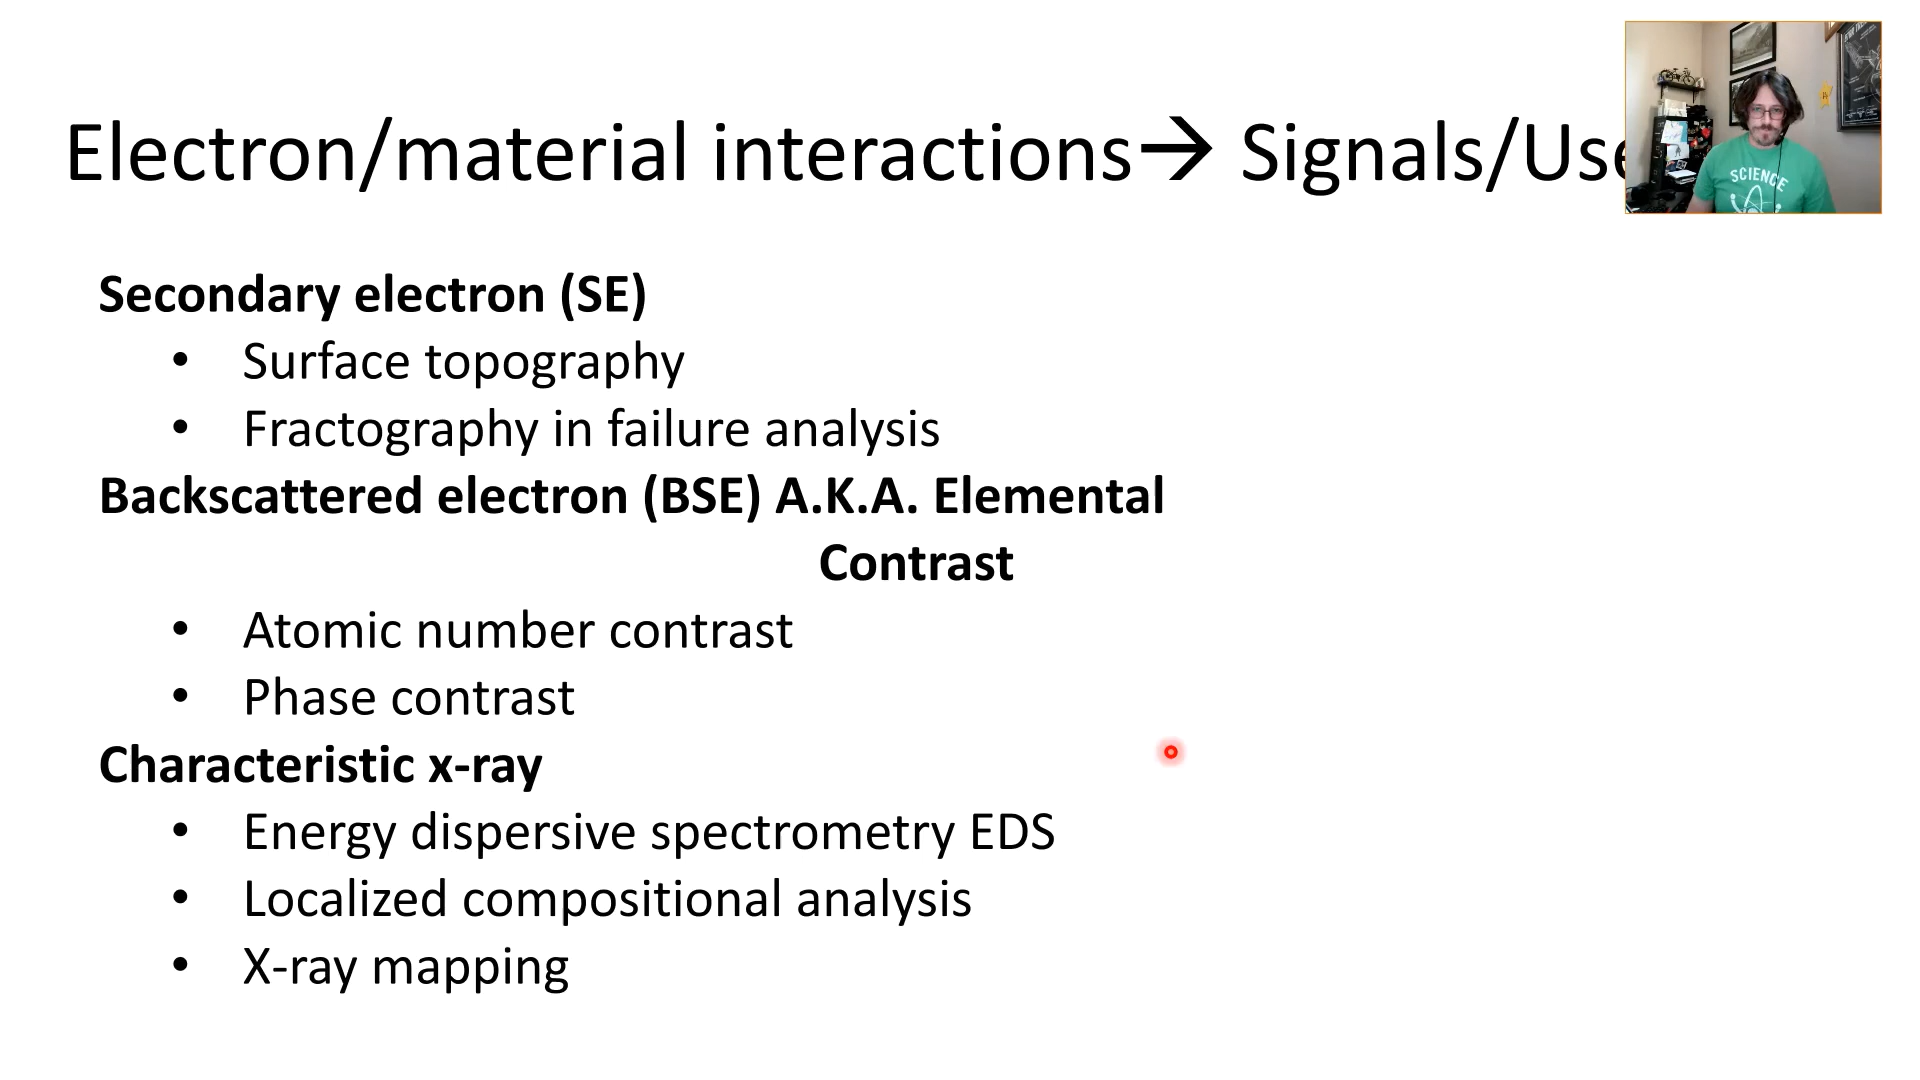 Electron/material interactions→ Signals/Use
Secondary electron (SE)
• Surface topography
• Fractography in failure analysis
Backscattered electron (BSE) A.K.A. Elemental
Contrast
• Atomic number contrast
• Phase contrast
Characteristic x-ray
• Energy dispersive spectrometry EDS
• Localized compositional analysis
• X-ray mapping
SCIENCE